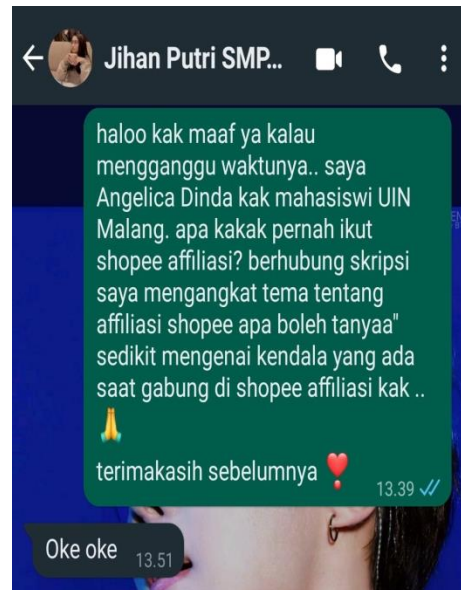 Jihan Putri SMP...
haloo kak maaf ya kalau
mengganggu waktunya.. saya
Angelica Dinda kak mahasiswi UIN
Malang. apa kakak pernah ikut
shopee affiliasi? berhubung skripsi
saya mengangkat tema tentang
affiliasi shopee apa boleh tanyaa"
sedikit mengenai kendala yang ada
saat gabung di shopee affiliasi kak ..
🙏
terimakasih sebelumnya ❣️
13.39
Oke oke 13.51